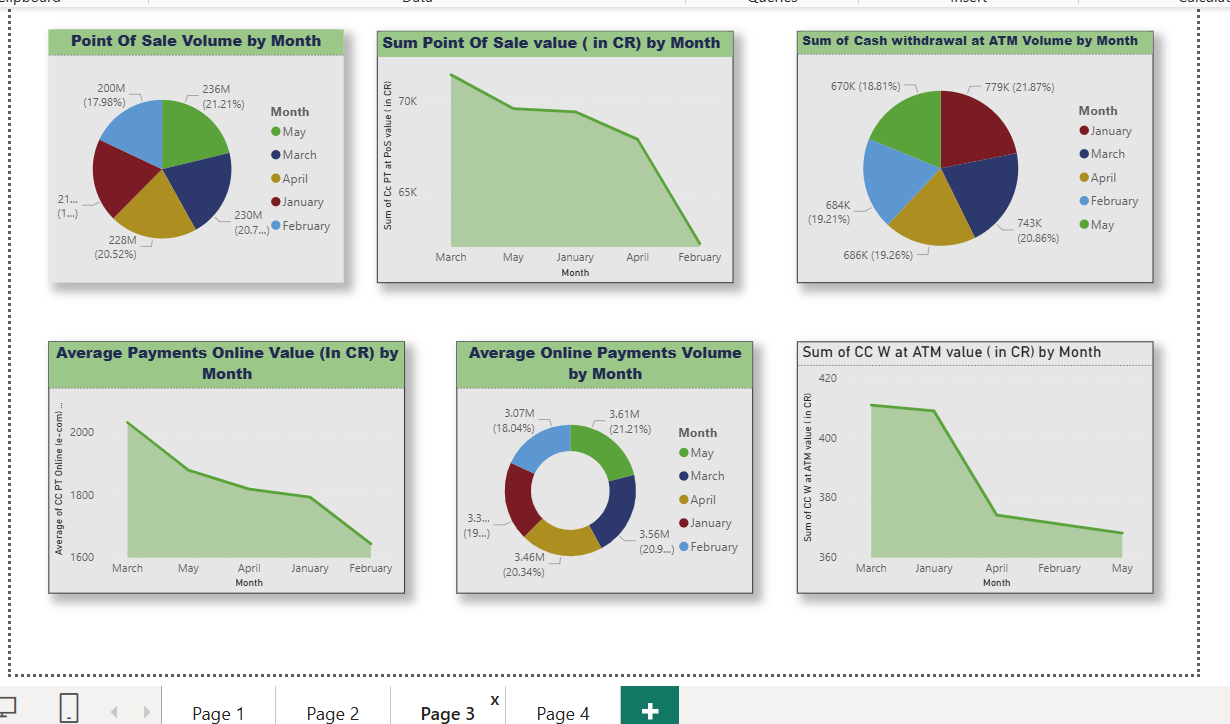 Data
Queries
Insert
Point Of Sale Volume by Month
200M
(17.98%)
236M
(21.21%)
21...
(1...)
228M
(20.52%)
230M
(20.7...)
Month
May
March
April
January
February
Sum Point Of Sale value ( in CR) by Month
Sum of Cc PT at PoS value ( in CR)
70K
65K
March
May
January
April
February
Month
Sum of Cash withdrawal at ATM Volume by Month
670K (18.81%)
779K (21.87%)
684K
(19.21%)
743K
(20.86%)
686K (19.26%)
Month
January
March
April
February
May
Average Payments Online Value (In CR) by
Month
Average of CC PT Online (e-com) ...
2000
1800
1600
March
May
April
January
February
Month
Average Online Payments Volume
by Month
3.07M
(18.04%)
3.61M
(21.21%)
3.3...
(19...)
3.56M
(20.9...)
3.46M
(20.34%)
Month
May
March
April
January
February
Sum of CC W at ATM value ( in CR) by Month
Sum of CC W at ATM value ( in CR)
420
400
380
360
March
January
April
February
May
Month
Page 1
Page 2
Page 3
x
Page 4
+